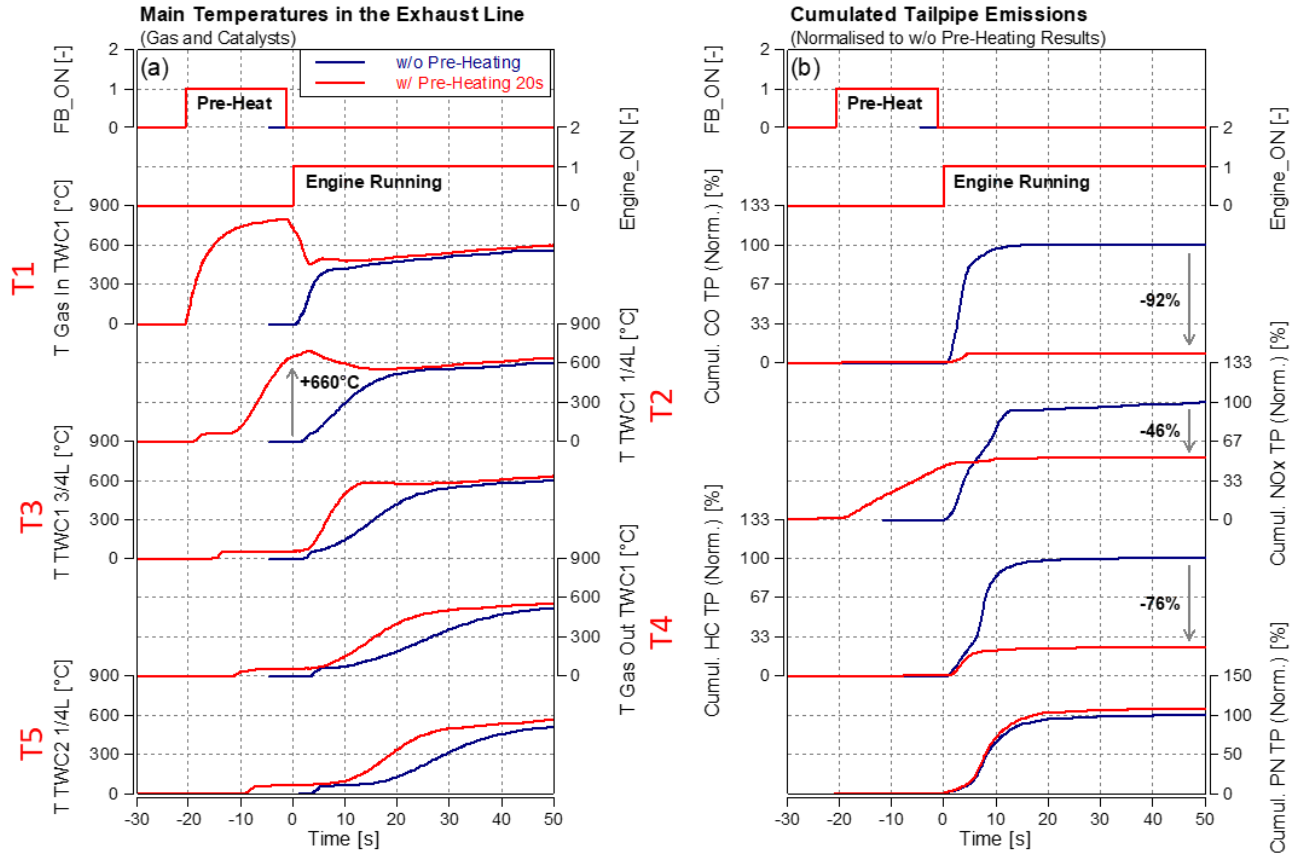 Main Temperatures in the Exhaust Line
(Gas and Catalysts)
(a)
w/o Pre-Heating
w/ Pre-Heating 20s
FB_ON [-]
2
1
0
Pre-Heat
Engine_ON [-]
2
1
0
Engine Running
T1
T Gas In TWC1 [°C]
900
600
300
0
T2
T TWC1 1/4L [°C]
900
600
300
0
+660°C
T3
T TWC1 3/4L [°C]
900
600
300
0
T4
T Gas Out TWC1 [°C]
900
600
300
0
T5
T TWC2 1/4L [°C]
900
600
300
0
-30 -20 -10 0 10 20 30 40 50
Time [s]
Cumulated Tailpipe Emissions
(Normalised to w/o Pre-Heating Results)
(b)
FB_ON [-]
2
1
0
Pre-Heat
Engine_ON [-]
2
1
0
Engine Running
Cumul. CO TP (Norm.) [%]
133
100
67
33
0
-92%
Cumul. NOx TP (Norm.) [%]
133
100
67
33
0
-46%
Cumul. HC TP (Norm.) [%]
133
100
67
33
0
-76%
Cumul. PN TP (Norm.) [%]
150
100
50
0
-30 -20 -10 0 10 20 30 40 50
Time [s]